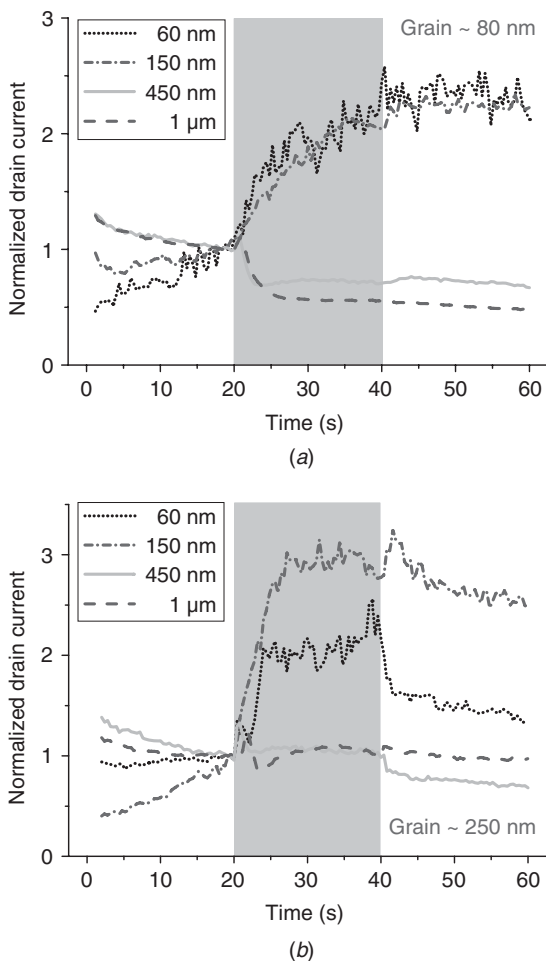 60 nm
150 nm
450 nm
1 µm
Grain ~ 80 nm
3
2
1
0
Normalized drain current
0 10 20 30 40 50 60
Time (s)
(a)
60 nm
150 nm
450 nm
1 µm
3
2
1
0
Normalized drain current
Grain ~ 250 nm
0 10 20 30 40 50 60
Time (s)
(b)